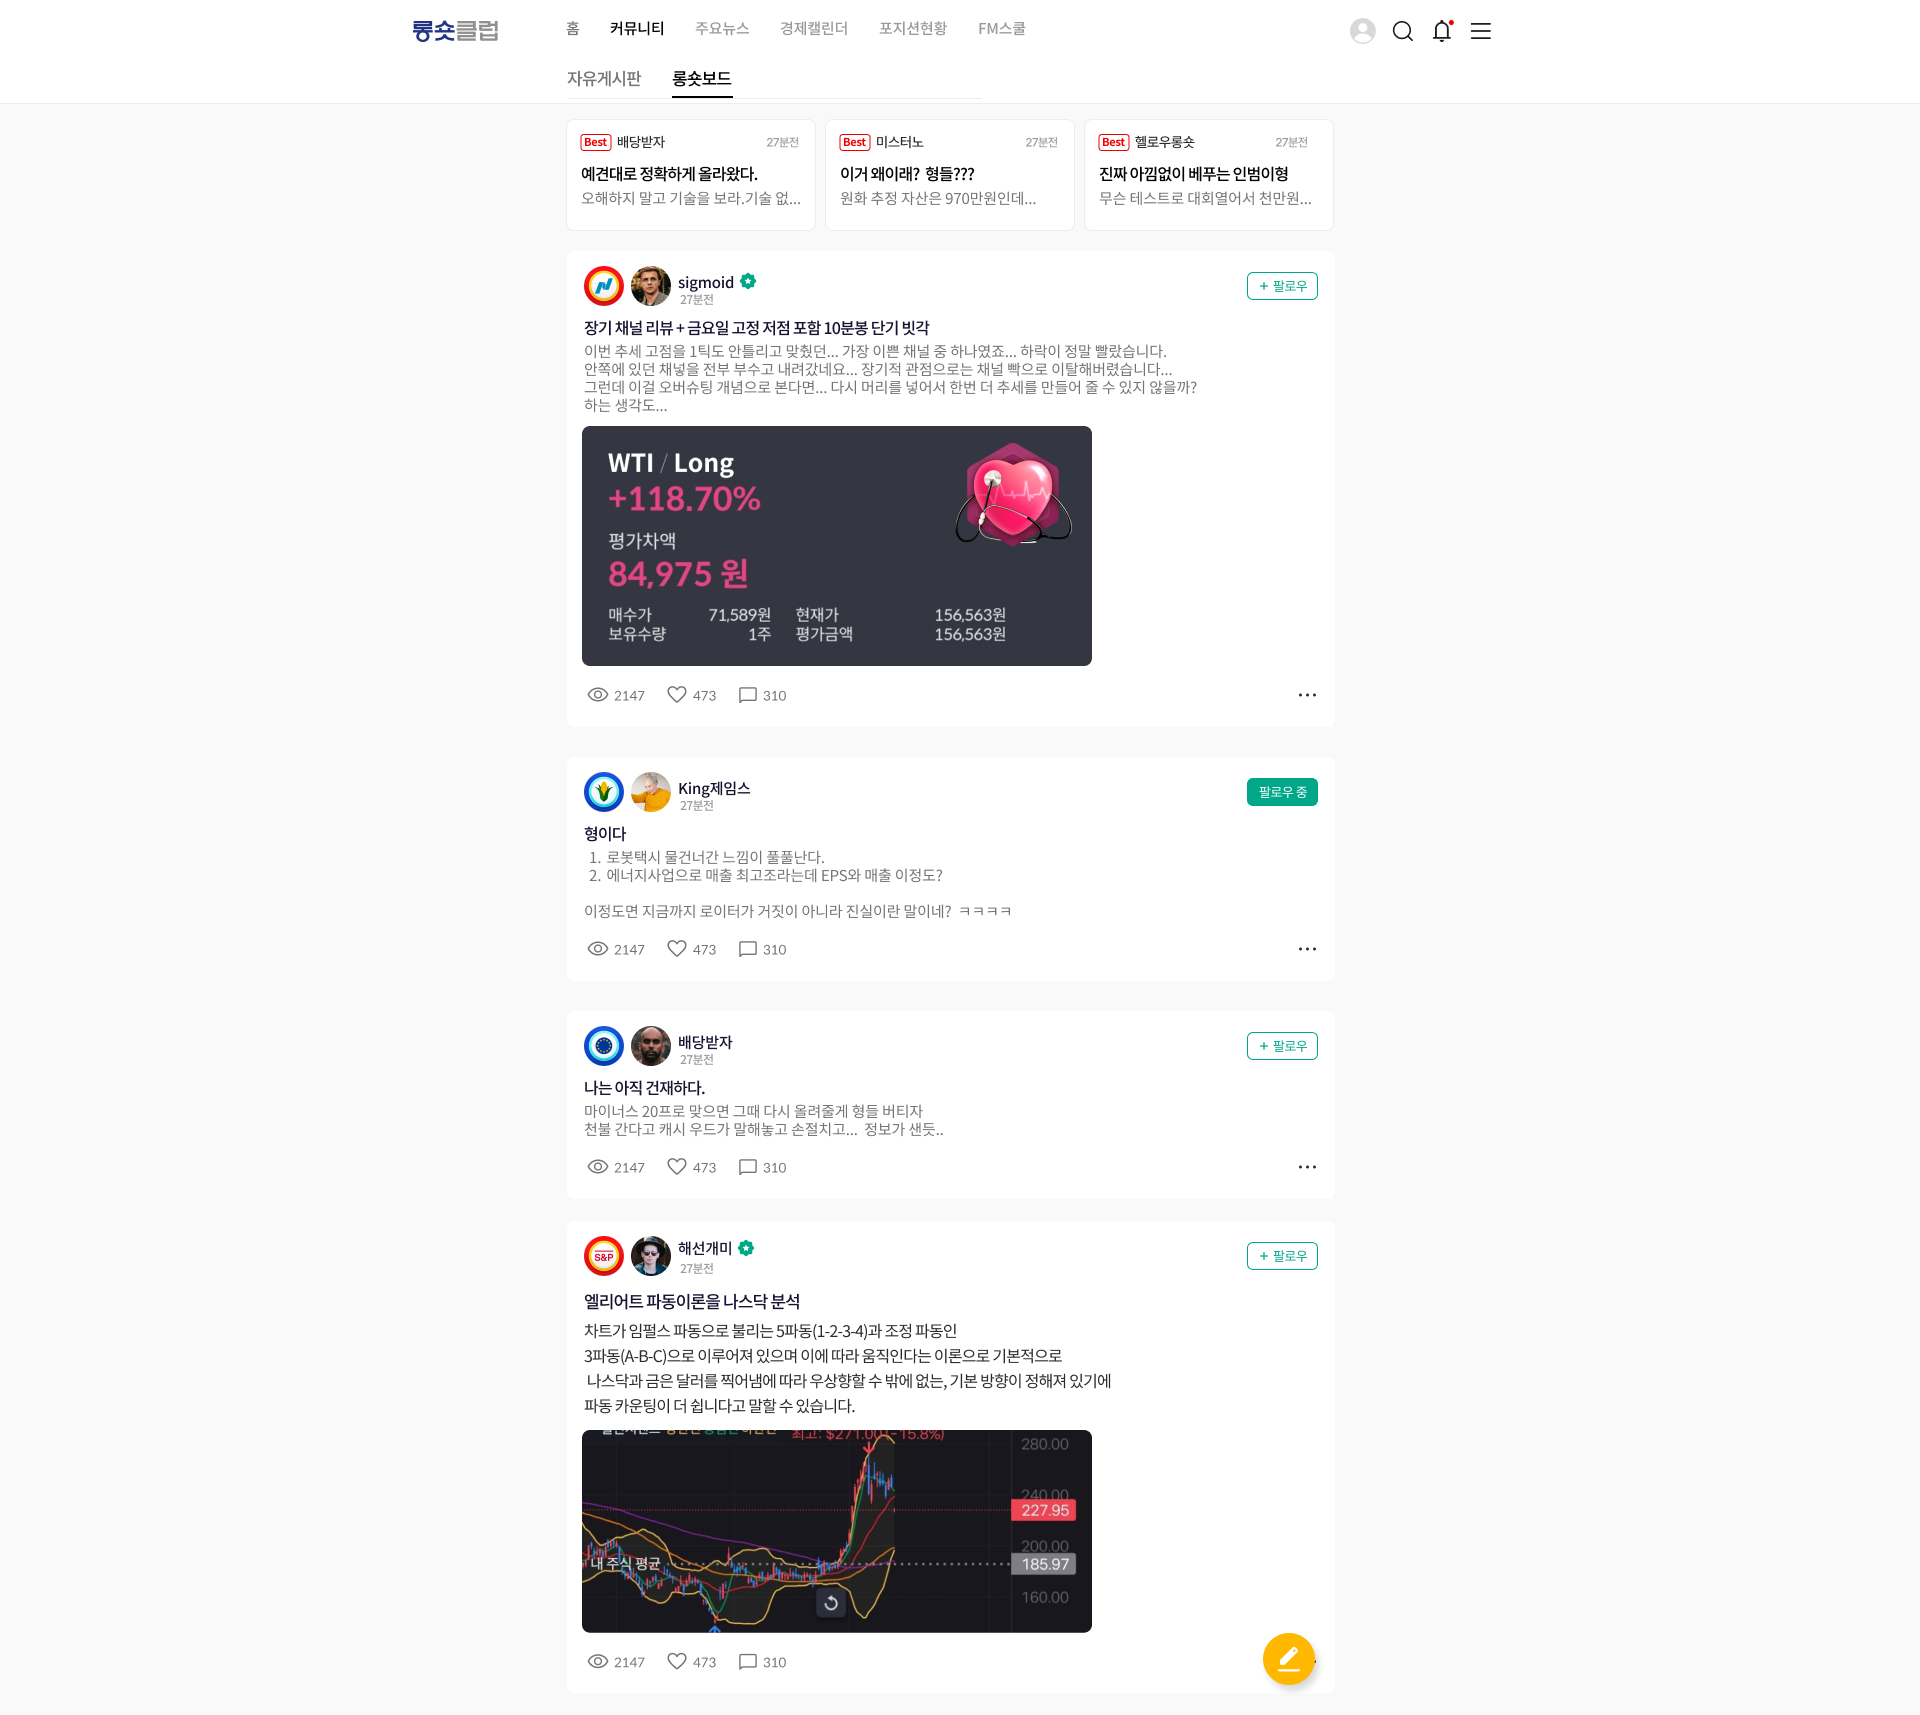 롱숏클럽
홈 커뮤니티 주요뉴스 경제캘린더 포지션현황 FM스쿨
자유게시판 롱숏보드
Best 배당받자 27분전
예견대로 정확하게 올라왔다.
오해하지 말고 기술을 보라.기술 없...
Best 미스터노 27분전
이거 왜이래? 형들???
원화 추정 자산은 970만원인데...
Best 헬로우롱숏 27분전
진짜 아낌없이 베푸는 인범이형
무슨 테스트로 대회열어서 천만원...
sigmoid
27분전
+ 팔로우
장기 채널 리뷰 + 금요일 고정 저점 포함 10분봉 단기 빗각
이번 추세 고점을 1틱도 안틀리고 맞췄던... 가장 이쁜 채널 중 하나였죠... 하락이 정말 빨랐습니다.
안쪽에 있던 채널을 전부 부수고 내려갔네요... 장기적 관점으로는 채널 빡으로 이탈해버렸습니다...
그런데 이걸 오버슈팅 개념으로 본다면... 다시 머리를 넣어서 한번 더 추세를 만들어 줄 수 있지 않을까?
하는 생각도...
WTI / Long
+118.70%
평가차액
84,975 원
매수가 71,589원 현재가 156,563원
보유수량 1주 평가금액 156,563원
2147 473 310
King제임스
27분전
팔로우 중
형이다
1. 로봇택시 물건너간 느낌이 풀풀난다.
2. 에너지사업으로 매출 최고조라는데 EPS와 매출 이정도?
이정도면 지금까지 로이터가 거짓이 아니라 진실이란 말이네? ㅋㅋㅋㅋ
2147 473 310
배당받자
27분전
+ 팔로우
나는 아직 건재하다.
마이너스 20프로 맞으면 그때 다시 올려줄게 형들 버티자
천불 간다고 캐시 우드가 말해놓고 손절치고... 정보가 샌듯..
2147 473 310
S&P
해선개미
27분전
+ 팔로우
엘리어트 파동이론을 나스닥 분석
차트가 임펄스 파동으로 불리는 5파동(1-2-3-4)과 조정 파동인
3파동(A-B-C)으로 이루어져 있으며 이에 따라 움직인다는 이론으로 기본적으로
나스닥과 금은 달러를 찍어냄에 따라 우상향할 수 밖에 없는, 기본 방향이 정해져 있기에
파동 카운팅이 더 쉽니다고 말할 수 있습니다.
최고: $271.00 (-15.8%)
280.00
240.00
227.95
200.00
내 주식 평균 185.97
160.00
2147 473 310